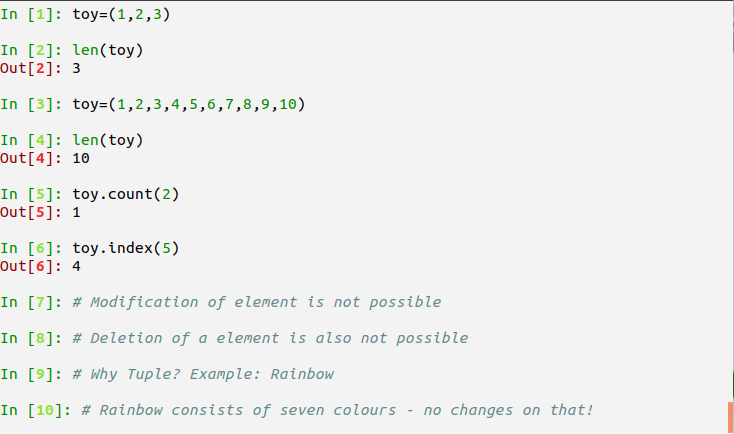 In [1]: toy=(1,2,3)
In [2]: len(toy)
Out[2]: 3
In [3]: toy=(1,2,3,4,5,6,7,8,9,10)
In [4]: len(toy)
Out[4]: 10
In [5]: toy.count(2)
Out[5]: 1
In [6]: toy.index(5)
Out[6]: 4
In [7]: # Modification of element is not possible
In [8]: # Deletion of a element is also not possible
In [9]: # Why Tuple? Example: Rainbow
In [10]: # Rainbow consists of seven colours - no changes on that!